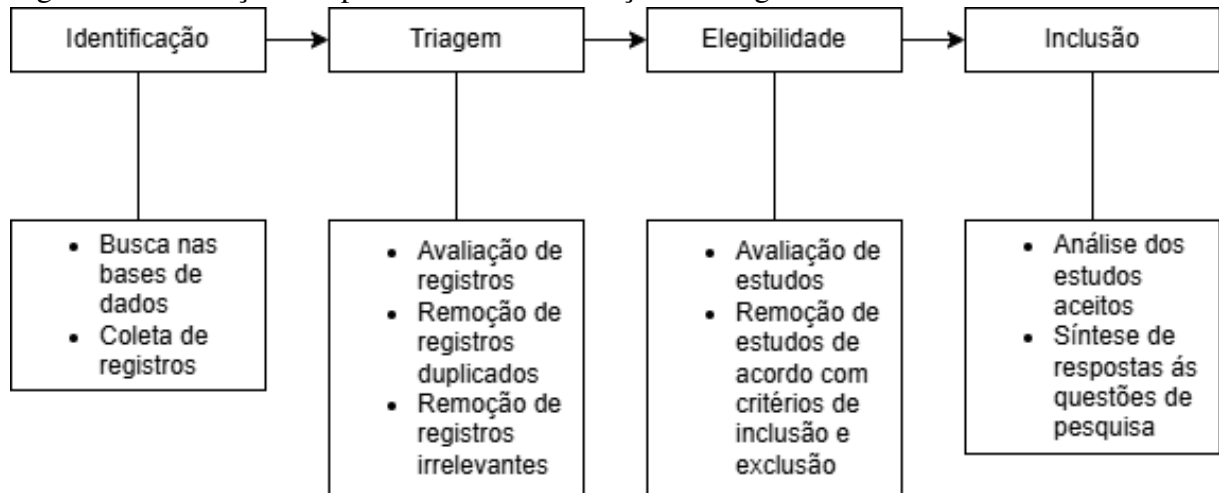 Identificação
Triagem
Elegibilidade
Inclusão
• Busca nas
bases de
dados
• Coleta de
registros
• Avaliação de
registros
• Remoção de
registros
duplicados
• Remoção de
registros
irrelevantes
• Avaliação de
estudos
• Remoção de
estudos de
acordo com
critérios de
inclusão e
exclusão
• Análise dos
estudos
aceitos
• Síntese de
respostas ás
questões de
pesquisa